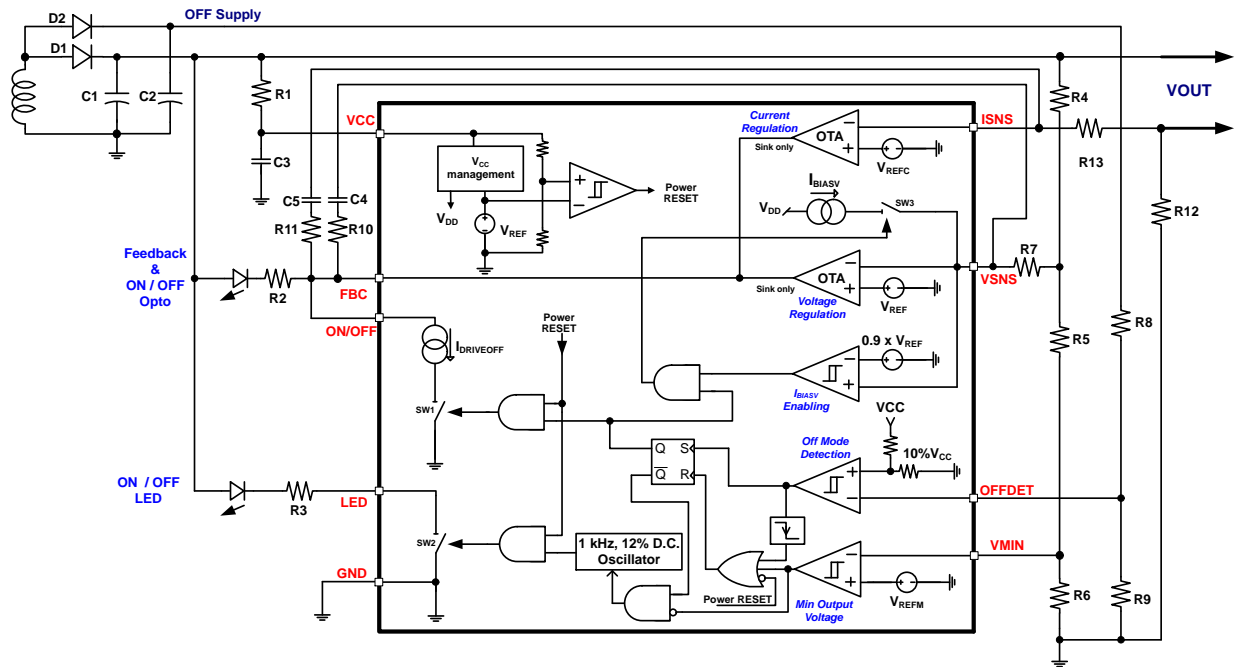 D2
OFF Supply
D1
C1
C2
R1
R4
VOUT
VCC
Current
Regulation
ISNS
OTA
Sink only
VREFC
R13
C3
VCC
management
VDD
VREF
Power
RESET
IBIASV
VDD
SW3
R12
C5
C4
R11
R10
Feedback
&
ON / OFF
Opto
R2
FBC
OTA
Sink only
Voltage
Regulation
VREF
R7
VSNS
ON/OFF
IDRIVEOFF
Power
RESET
R8
R5
0.9 x VREF
IBIASV
Enabling
SW1
VCC
Off Mode
Detection
10%VCC
Q
S
Q
R
ON / OFF
LED
R3
LED
OFFDET
SW2
1 kHz, 12% D.C.
Oscillator
VMIN
GND
Power RESET
Min Output
Voltage
VREFM
R6
R9